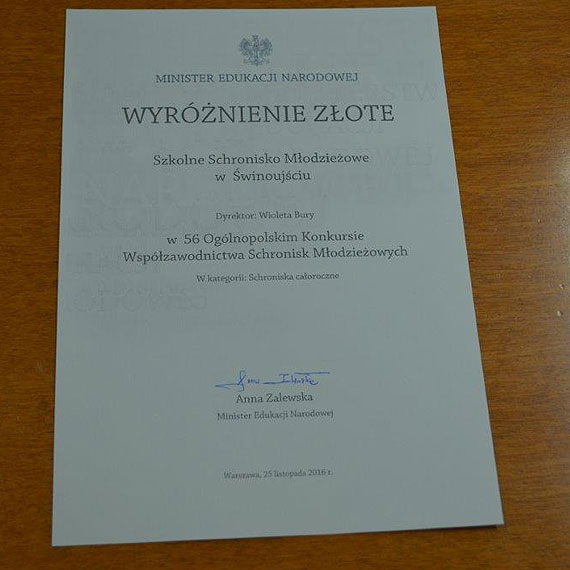 MINISTER EDUKACJI NARODOWEJ
WYRÓŻNIENIE ZŁOTE
Szkolne Schronisko Młodzieżowe
w Świnoujściu
Dyrektor: Wioleta Bury
w 56 Ogólnopolskim Konkursie
Współzawodnictwa Schronisk Młodzieżowych
W kategorii: Schroniska całoroczne
Anna Zalewska
Minister Edukacji Narodowej
Warszawa, 25 listopada 2016 r.